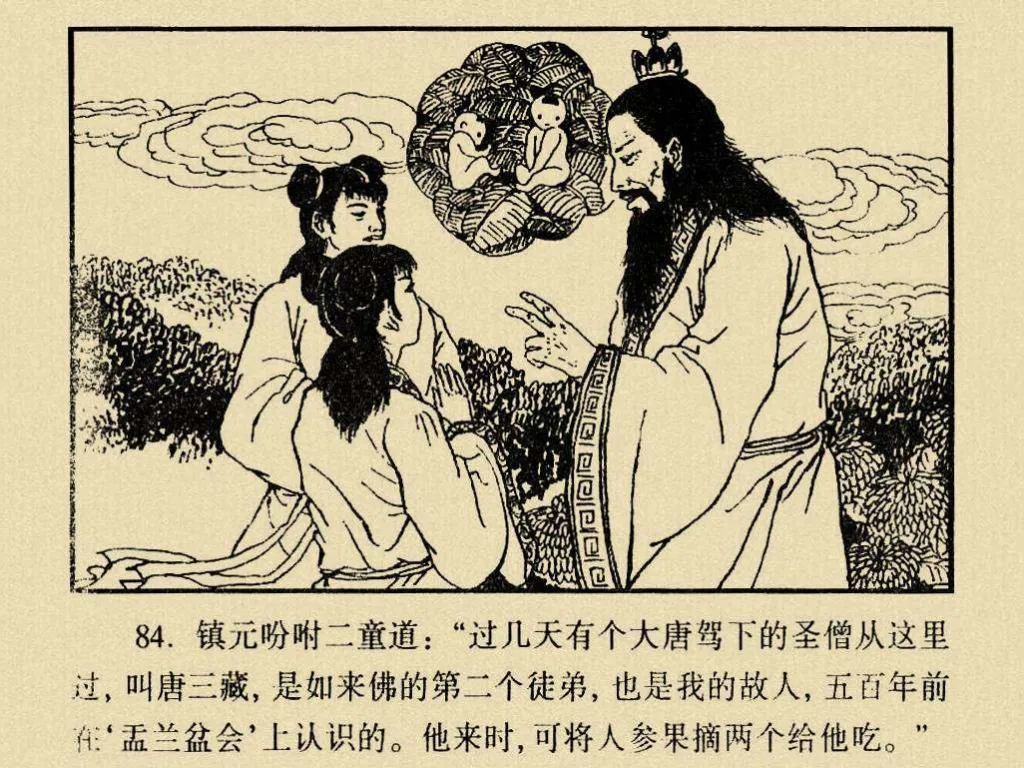 84. 镇元吩咐二童道：“过几天有个大唐驾下的圣僧从这里
过，叫唐三藏，是如来佛的第二个徒弟，也是我的故人，五百年前
在‘盂兰盆会’上认识的。他来时，可将人参果摘两个给他吃。”